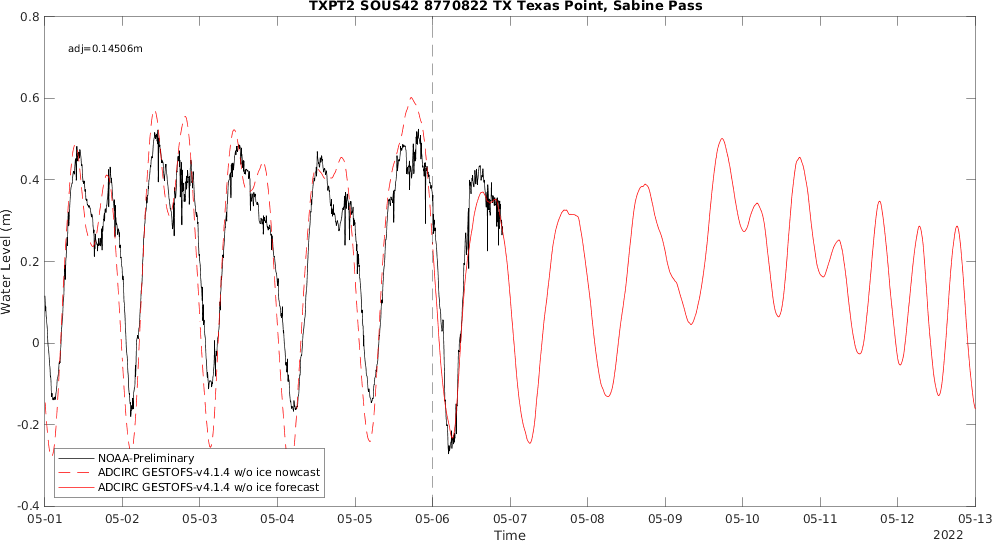 TXPT2 SOUS42 8770822 TX Texas Point, Sabine Pass
adj=0.14506m
0.8
0.6
0.4
0.2
0
-0.2
-0.4
Water Level (m)
NOAA-Preliminary
ADCIRC GESTOFS-v4.1.4 w/o ice nowcast
ADCIRC GESTOFS-v4.1.4 w/o ice forecast
05-01 05-02 05-03 05-04 05-05 05-06 05-07 05-08 05-09 05-10 05-11 05-12 05-13
Time
2022